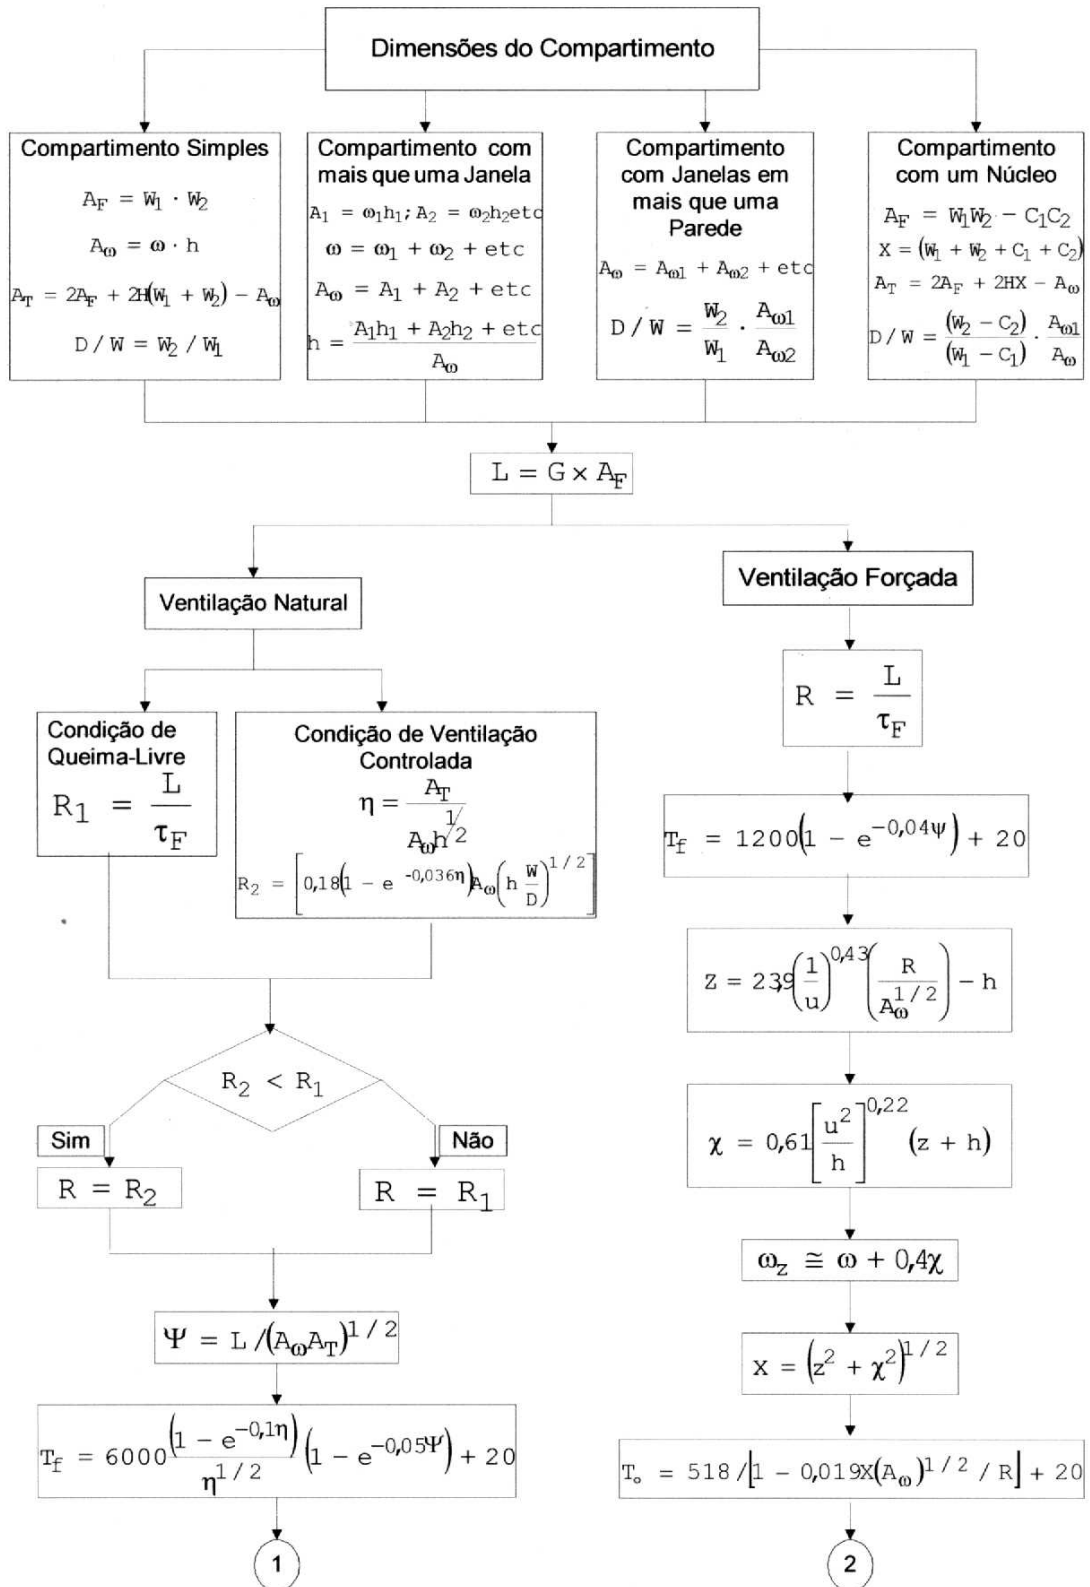 Dimensões do Compartimento
Compartimento Simples
A_F = W_1 · W_2
A_ω = ω · h
A_T = 2A_F + 2H(W_1 + W_2) − A_ω
D / W = W_2 / W_1
Compartimento com
mais que uma Janela
A_1 = ω_1h_1; A_2 = ω_2h_2etc
ω = ω_1 + ω_2 + etc
A_ω = A_1 + A_2 + etc
h = (A_1h_1 + A_2h_2 + etc) / A_ω
Compartimento
com Janelas em
mais que uma
Parede
A_ω = A_ω1 + A_ω2 + etc
D / W = W_2/W_1 · A_ω1/A_ω2
Compartimento
com um Núcleo
A_F = W_1W_2 − C_1C_2
X = (W_1 + W_2 + C_1 + C_2)
A_T = 2A_F + 2HX − A_ω
D / W = (W_2 − C_2)/(W_1 − C_1) · A_ω1/A_ω
L = G × A_F
Ventilação Natural
Ventilação Forçada
Condição de
Queima-Livre
R_1 = L/τ_F
Condição de Ventilação
Controlada
η = A_T / A_ωh^1/2
R_2 = [0,18(1 − e^-0,036η)A_ω(h W/D)^1/2]
R_2 < R_1
Sim
Não
R = R_2
R = R_1
Ψ = L /(A_ωA_T)^1/2
T_f = 6000 (1 − e^−0,1η)/η^1/2 (1 − e^−0,05Ψ) + 20
1
R = L/τ_F
T_f = 1200(1 − e^−0,04Ψ) + 20
Z = 23,9(1/u)^0,43 (R/A_ω^1/2) − h
χ = 0,61[u^2/h]^0,22 (z + h)
ω_z ≅ ω + 0,4χ
X = (z^2 + χ^2)^1/2
T_o = 518 /⌊1 − 0,019X(A_ω)^1/2 / R⌋ + 20
2